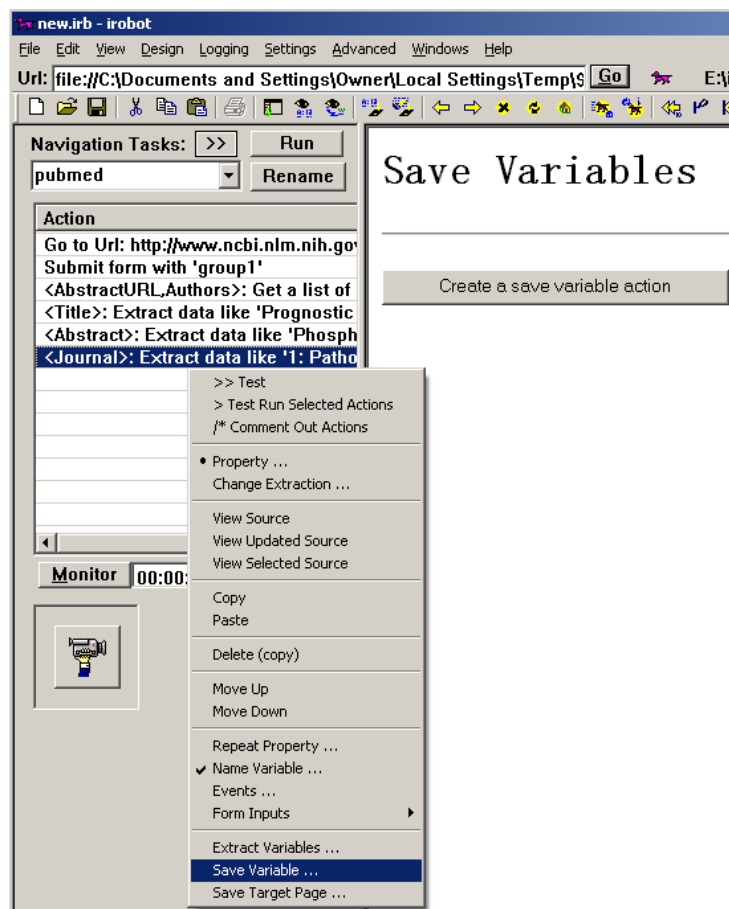 new.irb - irobot
File Edit View Design Logging Settings Advanced Windows Help
Url: file://C:\Documents and Settings\Owner\Local Settings\Temp\$ Go E:\i
Navigation Tasks: >> Run
pubmed Rename
Action
Go to Url: http://www.ncbi.nlm.nih.gov
Submit form with 'group1'
<AbstractURL,Authors>: Get a list of
<Title>: Extract data like 'Prognostic
<Abstract>: Extract data like 'Phosph
<Journal>: Extract data like '1: Patho
>> Test
> Test Run Selected Actions
/* Comment Out Actions
Property ...
Change Extraction ...
View Source
View Updated Source
View Selected Source
Copy
Paste
Delete (copy)
Move Up
Move Down
Repeat Property ...
Name Variable ...
Events ...
Form Inputs
Extract Variables ...
Save Variable ...
Save Target Page ...
Monitor 00:00:
Save Variables
Create a save variable action